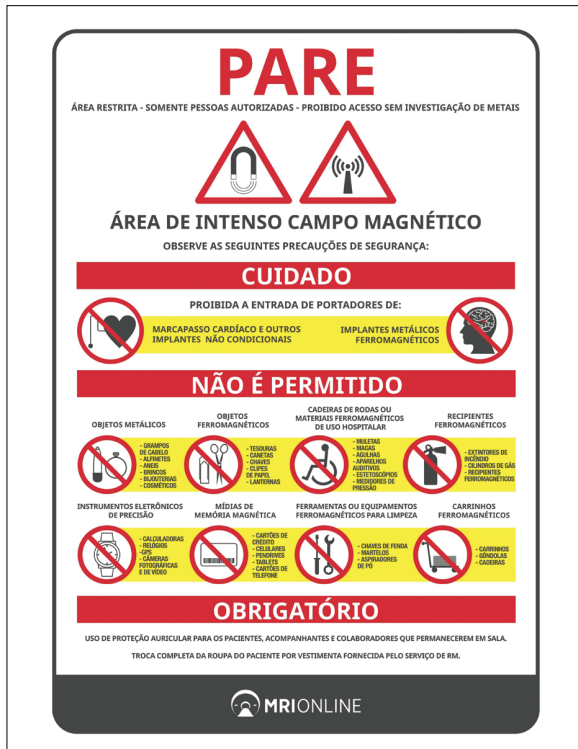 PARE
ÁREA RESTRITA - SOMENTE PESSOAS AUTORIZADAS - PROIBIDO ACESSO SEM INVESTIGAÇÃO DE METAIS
ÁREA DE INTENSO CAMPO MAGNÉTICO
OBSERVE AS SEGUINTES PRECAUÇÕES DE SEGURANÇA:
CUIDADO
PROIBIDA A ENTRADA DE PORTADORES DE:
MARCAPASSO CARDÍACO E OUTROS
IMPLANTES NÃO CONDICIONAIS
IMPLANTES METÁLICOS
FERROMAGNÉTICOS
NÃO É PERMITIDO
OBJETOS METÁLICOS
- GRAMPOS
DE CABELO
- ALFINETES
- ANEIS
- BRINCOS
- BIJOUTERIAS
- COSMÉTICOS
OBJETOS
FERROMAGNÉTICOS
- TESOURAS
- CANETAS
- CHAVES
- CLIPES
DE PAPEL
- LANTERNAS
CADEIRAS DE RODAS OU
MATERIAIS FERROMAGNÉTICOS
DE USO HOSPITALAR
- MULETAS
- MACAS
- AGULHAS
- APARELHOS
AUDITIVOS
- ESTETOSCÓPIOS
- MEDIDORES DE
PRESSÃO
RECIPIENTES
FERROMAGNÉTICOS
- EXTINTORES DE
INCÊNDIO
- CILINDROS DE GÁS
- RECIPIENTES
FERROMAGNÉTICOS
INSTRUMENTOS ELETRÔNICOS
DE PRECISÃO
- CALCULADORAS
- RELÓGIOS
-GPS
- CÂMERAS
FOTOGRÁFICAS
E DE VÍDEO
MÍDIAS DE
MEMÓRIA MAGNÉTICA
- CARTÕES DE
CRÉDITO
- CELULARES
- PENDRIVES
- TABLETS
- CARTÕES DE
TELEFONE
FERRAMENTAS OU EQUIPAMENTOS
FERROMAGNÉTICOS PARA LIMPEZA
- CHAVES DE FENDA
- MARTELOS
- ASPIRADORES
DE PÓ
CARRINHOS
FERROMAGNÉTICOS
- CARRINHOS
- GÔNDOLAS
- CADEIRAS
OBRIGATÓRIO
USO DE PROTEÇÃO AURICULAR PARA OS PACIENTES, ACOMPANHANTES E COLABORADORES QUE PERMANECEREM EM SALA.
TROCA COMPLETA DA ROUPA DO PACIENTE POR VESTIMENTA FORNECIDA PELO SERVIÇO DE RM.
MRIONLINE